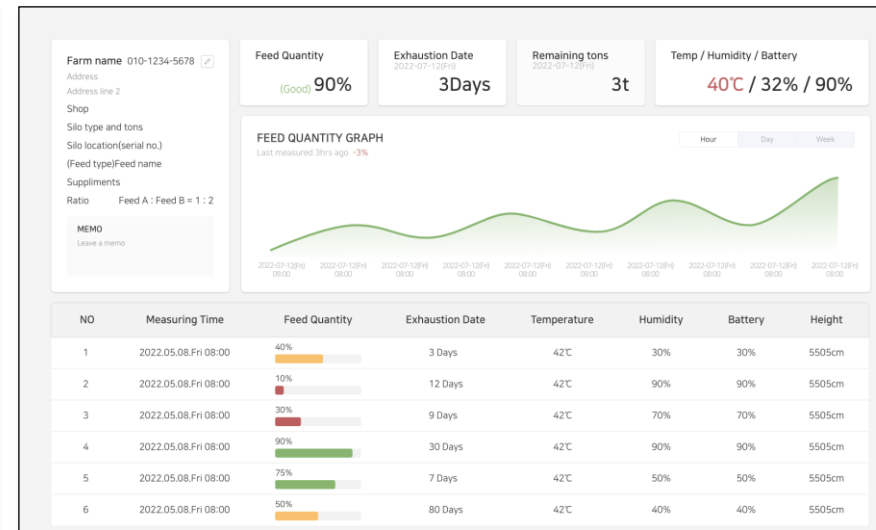 Farm name 010-1234-5678
Address
Address line 2
Shop
Silo type and tons
Silo location(serial no.)
(Feed type)Feed name
Suppliments
Ratio Feed A : Feed B = 1 : 2
MEMO
Leave a memo
Feed Quantity
(Good) 90%
Exhaustion Date
2022-07-12(Fri)
3Days
Remaining tons
2022-07-12(Fri)
3t
Temp / Humidity / Battery
40℃ / 32% / 90%
FEED QUANTITY GRAPH
Last measured 3hrs ago -3%
Hour Day Week
2022-07-12(Fri) 2022-07-12(Fri) 2022-07-12(Fri) 2022-07-12(Fri) 2022-07-12(Fri) 2022-07-12(Fri) 2022-07-12(Fri) 2022-07-12(Fri) 2022-07-12(Fri) 2022-07-12(Fri)
08:00 08:00 08:00 08:00 08:00 08:00 08:00 08:00 08:00 08:00
NO Measuring Time Feed Quantity Exhaustion Date Temperature Humidity Battery Height
1 2022.05.08.Fri 08:00 40% 3 Days 42℃ 30% 30% 5505cm
2 2022.05.08.Fri 08:00 10% 12 Days 42℃ 90% 90% 5505cm
3 2022.05.08.Fri 08:00 30% 9 Days 42℃ 70% 70% 5505cm
4 2022.05.08.Fri 08:00 90% 30 Days 42℃ 90% 90% 5505cm
5 2022.05.08.Fri 08:00 75% 7 Days 42℃ 50% 50% 5505cm
6 2022.05.08.Fri 08:00 50% 80 Days 42℃ 40% 40% 5505cm